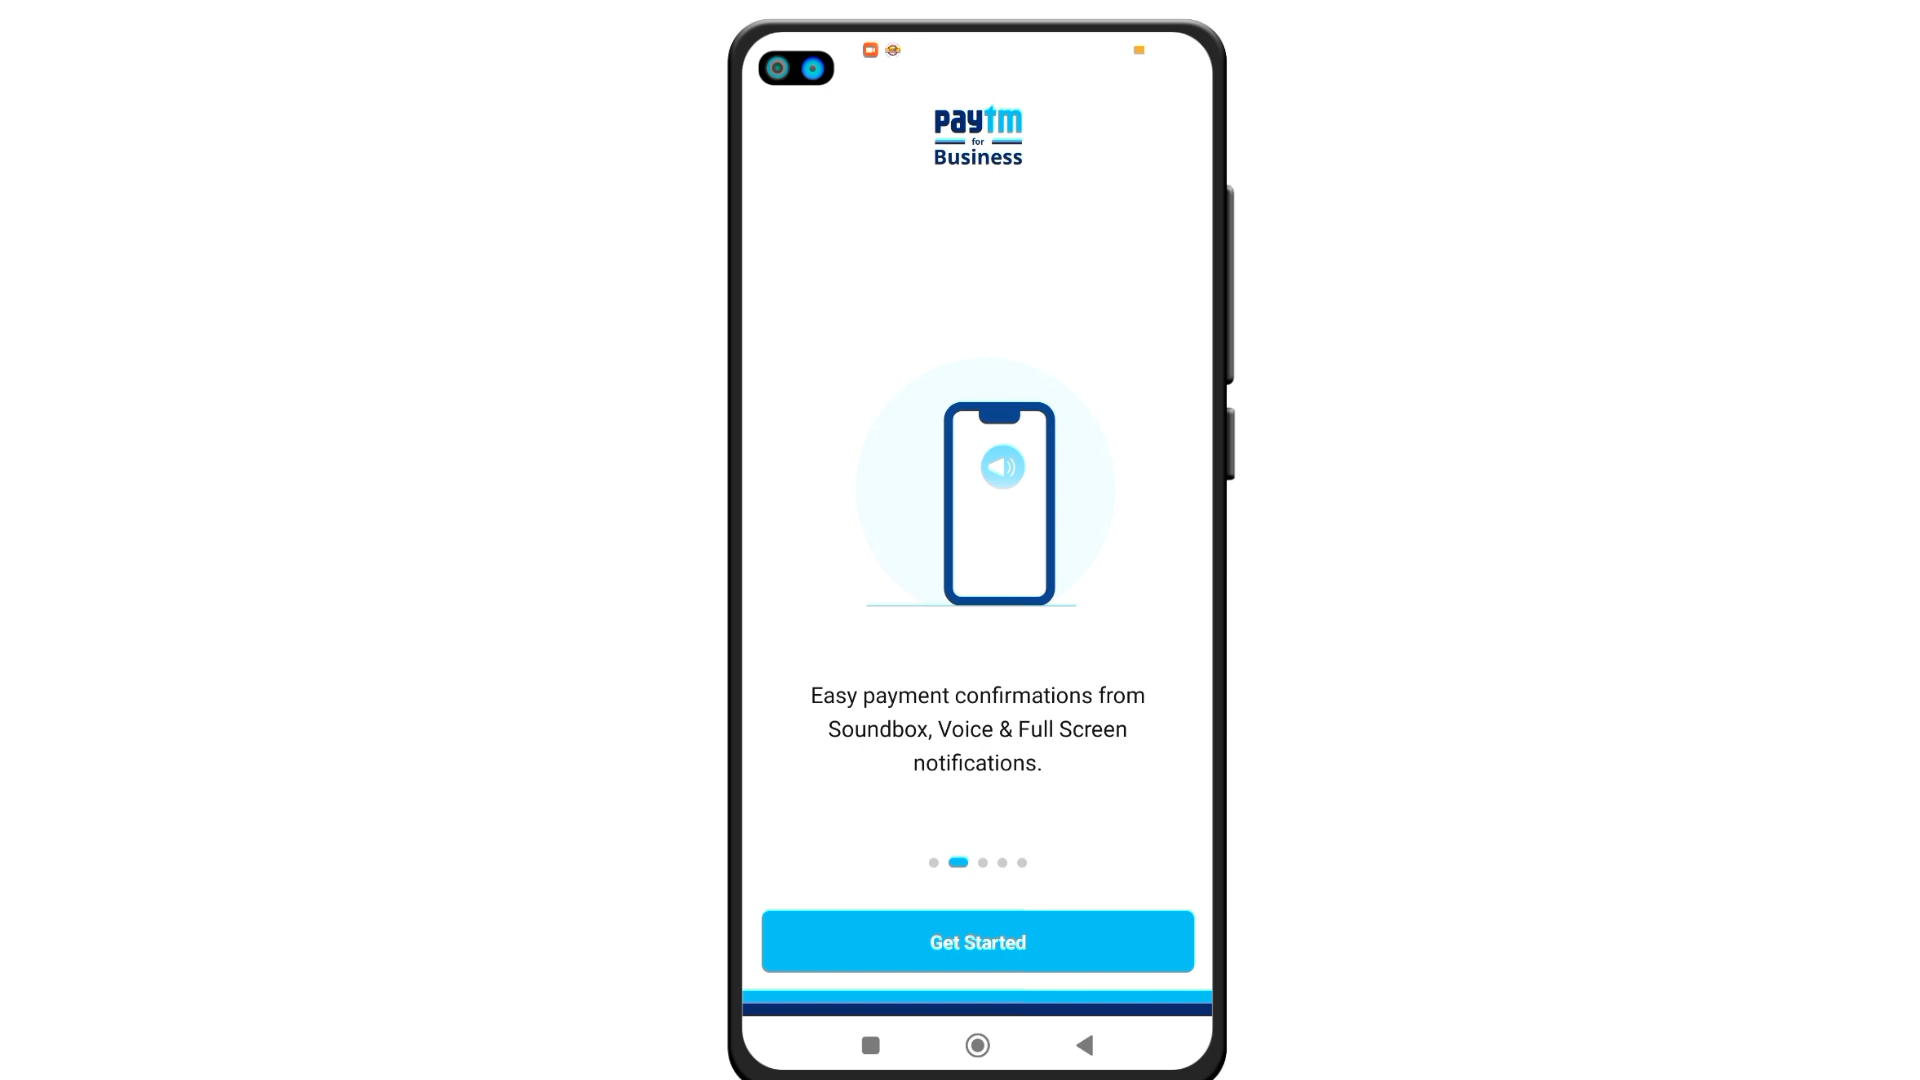 paytm
for
Business
Easy payment confirmations from
Soundbox, Voice & Full Screen
notifications.
Get Started